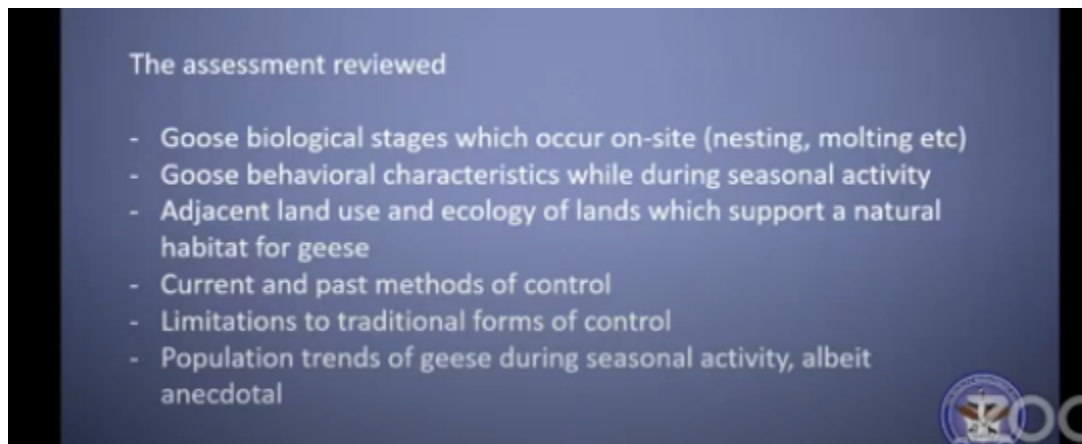 The assessment reviewed
- Goose biological stages which occur on-site (nesting, molting etc)
- Goose behavioral characteristics while during seasonal activity
- Adjacent land use and ecology of lands which support a natural
habitat for geese
- Current and past methods of control
- Limitations to traditional forms of control
- Population trends of geese during seasonal activity, albeit
anecdotal